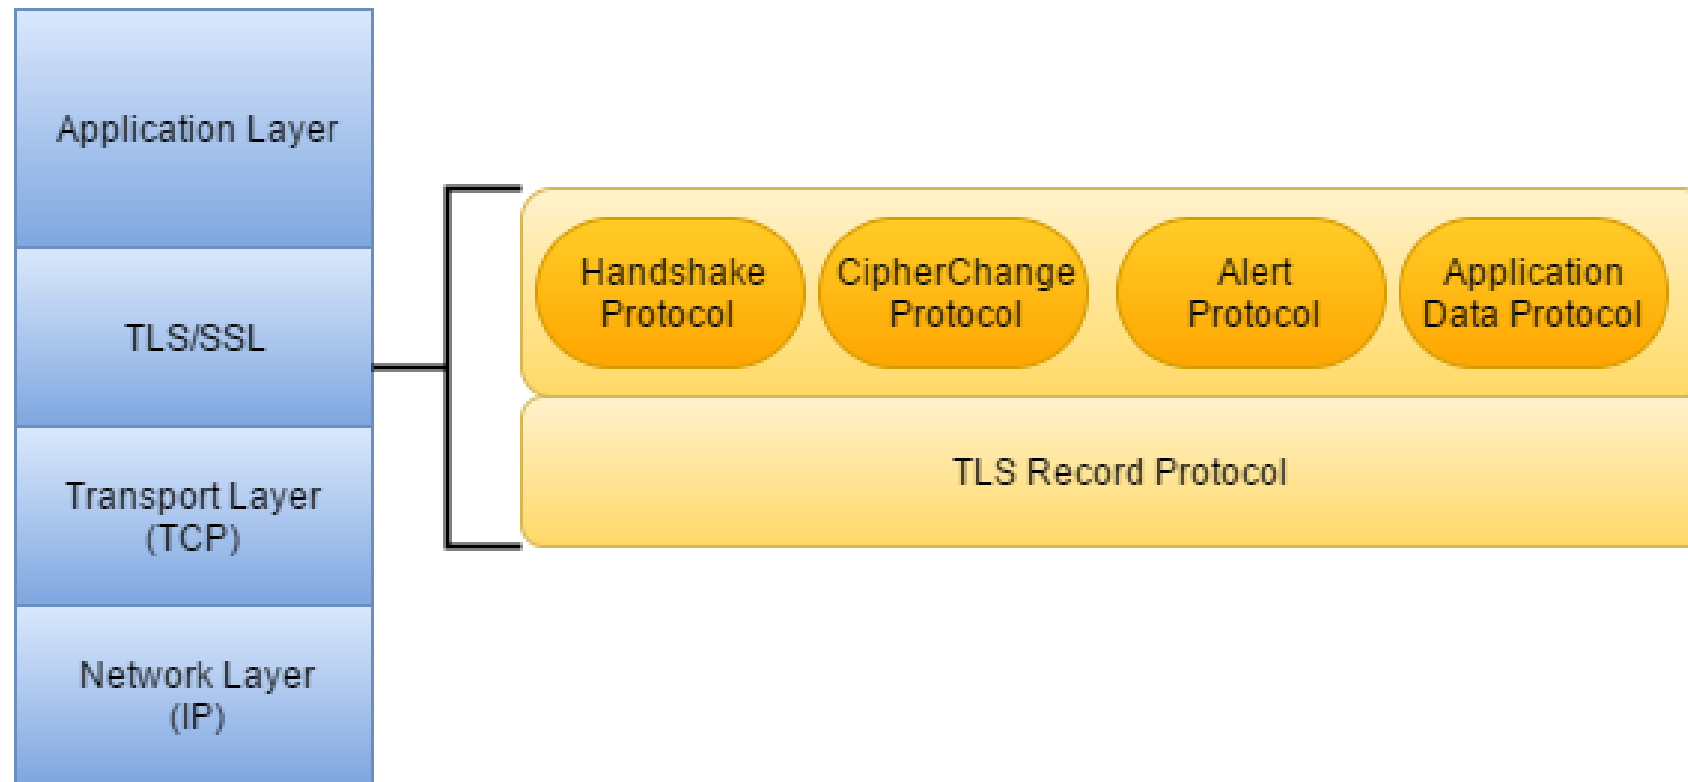 Application Layer
TLS/SSL
Transport Layer
(TCP)
Network Layer
(IP)
Handshake
Protocol
CipherChange
Protocol
Alert
Protocol
Application
Data Protocol
TLS Record Protocol